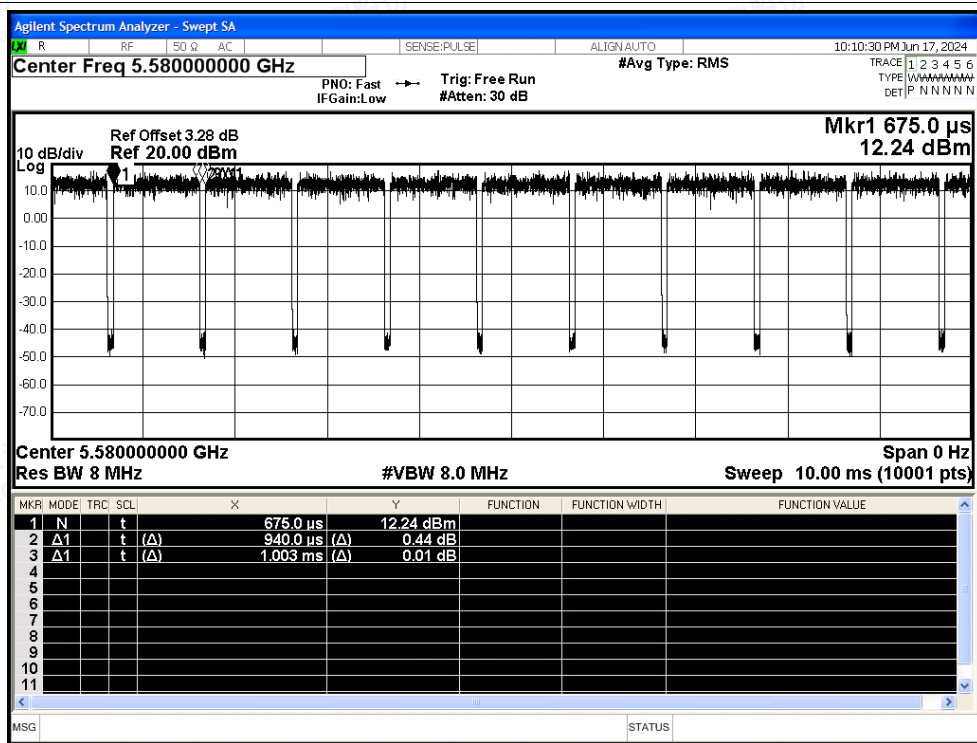 Agilent Spectrum Analyzer - Swept SA
LXI R RF 50 Ω AC SENSE:PULSE ALIGN AUTO 10:10:30 PM Jun 17, 2024
Center Freq 5.580000000 GHz #Avg Type: RMS TRACE 1 2 3 4 5 6
PNO: Fast Trig: Free Run TYPE
IFGain:Low #Atten: 30 dB DET P N N N N N
Mkr1 675.0 µs
Ref Offset 3.28 dB
10 dB/div Ref 20.00 dBm 12.24 dBm
Log
1
10.0
0.00
-10.0
-20.0
-30.0
-40.0
-50.0
-60.0
-70.0
Center 5.580000000 GHz Span 0 Hz
Res BW 8 MHz #VBW 8.0 MHz Sweep 10.00 ms (10001 pts)
MKR MODE TRC SCL X Y FUNCTION FUNCTION WIDTH FUNCTION VALUE
1 N t 675.0 µs 12.24 dBm
2 Δ1 t (Δ) 940.0 µs (Δ) 0.44 dB
3 Δ1 t (Δ) 1.003 ms (Δ) 0.01 dB
4
5
6
7
8
9
10
11
MSG STATUS